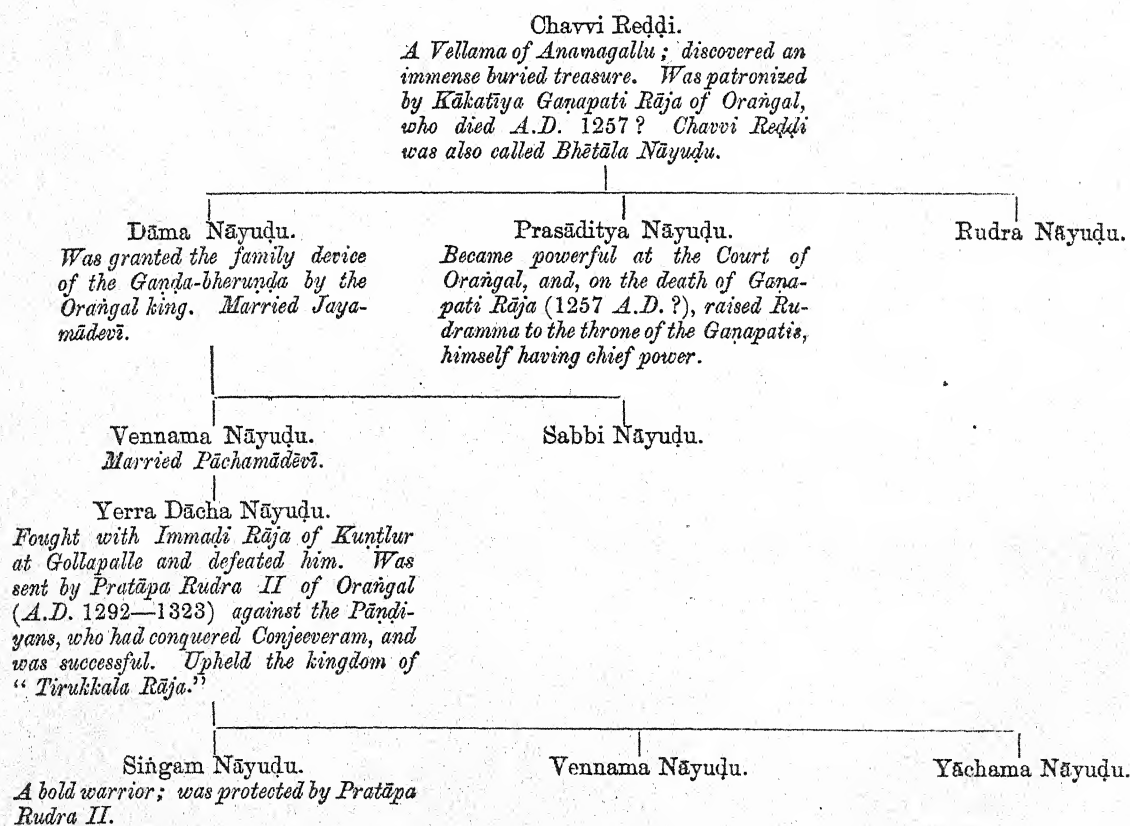 Chavvi Reḍḍi.
A Vellama of Anamagallu; discovered an
immense buried treasure. Was patronized
by Kākatīya Gaṇapati Rāja of Oraṅgal,
who died A.D. 1257? Chavvi Reḍḍi
was also called Bhētāla Nāyuḍu.
Dāma Nāyuḍu.
Was granted the family device
of the Gaṇḍa-bheruṇḍa by the
Oraṅgal king. Married Jaya-
mādevī.
Prasāditya Nāyuḍu.
Became powerful at the Court of
Oraṅgal, and, on the death of Gaṇa-
pati Rāja (1257 A.D. ?), raised Ru-
dramma to the throne of the Gaṇapatis,
himself having chief power.
Rudra Nāyuḍu.
Vennama Nāyuḍu.
Married Pāchamādēvī.
Sabbi Nāyuḍu.
Yerra Dācha Nāyuḍu.
Fought with Immaḍi Rāja of Kuṇṭlur
at Gollapalle and defeated him. Was
sent by Pratāpa Rudra II of Oraṅgal
(A.D. 1292—1323) against the Pāṇḍi-
yans, who had conquered Conjeeveram, and
was successful. Upheld the kingdom of
“Tirukkala Rāja.”
Siṅgam Nāyuḍu.
A bold warrior; was protected by Pratāpa
Rudra II.
Vennama Nāyuḍu.
Yāchama Nāyuḍu.